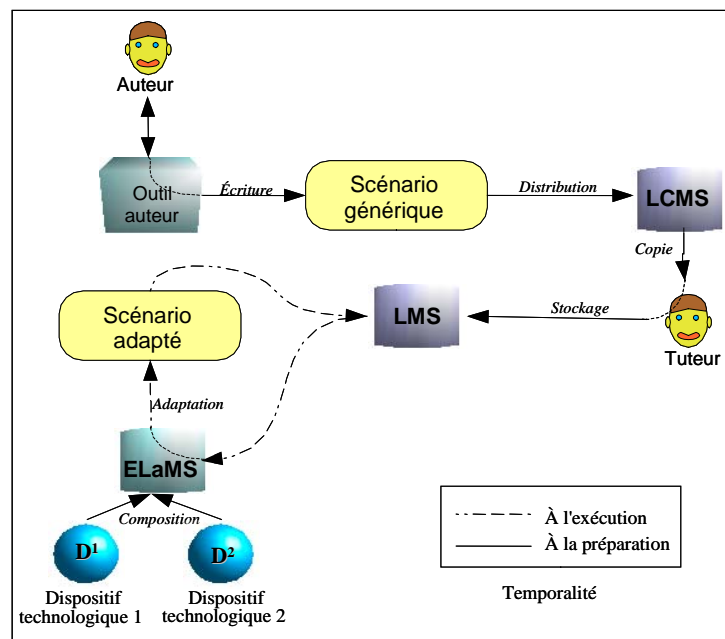 Auteur
Outil
auteur
Écriture
Scénario
générique
Distribution
LCMS
Copie
Tuteur
Stockage
LMS
Scénario
adapté
Adaptation
ELaMS
Composition
D¹
D²
Dispositif
technologique 1
Dispositif
technologique 2
À l'exécution
À la préparation
Temporalité